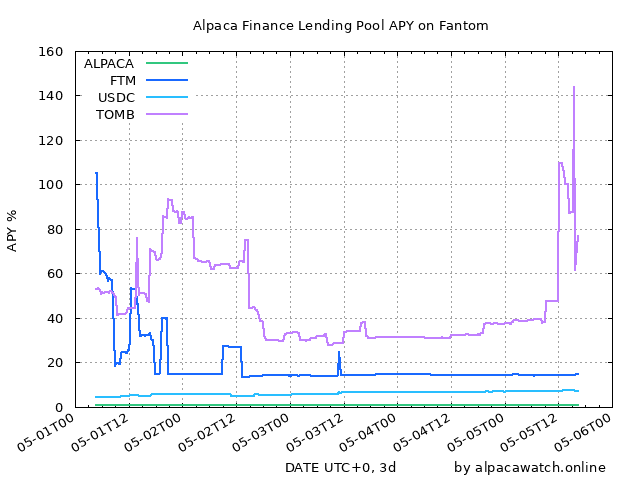 Alpaca Finance Lending Pool APY on Fantom
160
140
120
100
80
60
40
20
0
APY %
ALPACA
FTM
USDC
TOMB
05-01T00
05-01T12
05-02T00
05-02T12
05-03T00
05-03T12
05-04T00
05-04T12
05-05T00
05-05T12
05-06T00
DATE UTC+0, 3d
by alpacawatch.online